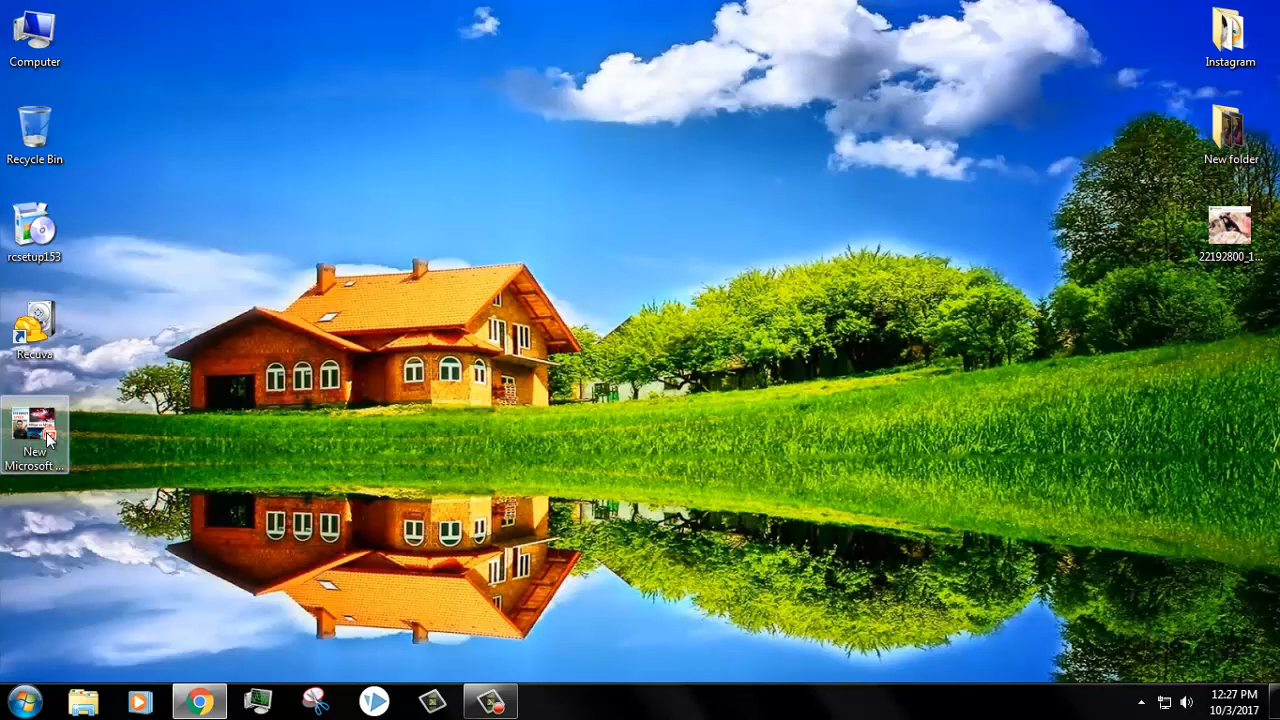 Computer
Recycle Bin
rcsetup153
Recuva
New
Microsoft ...
Instagram
New folder
22192800_1...
12:27 PM
10/3/2017